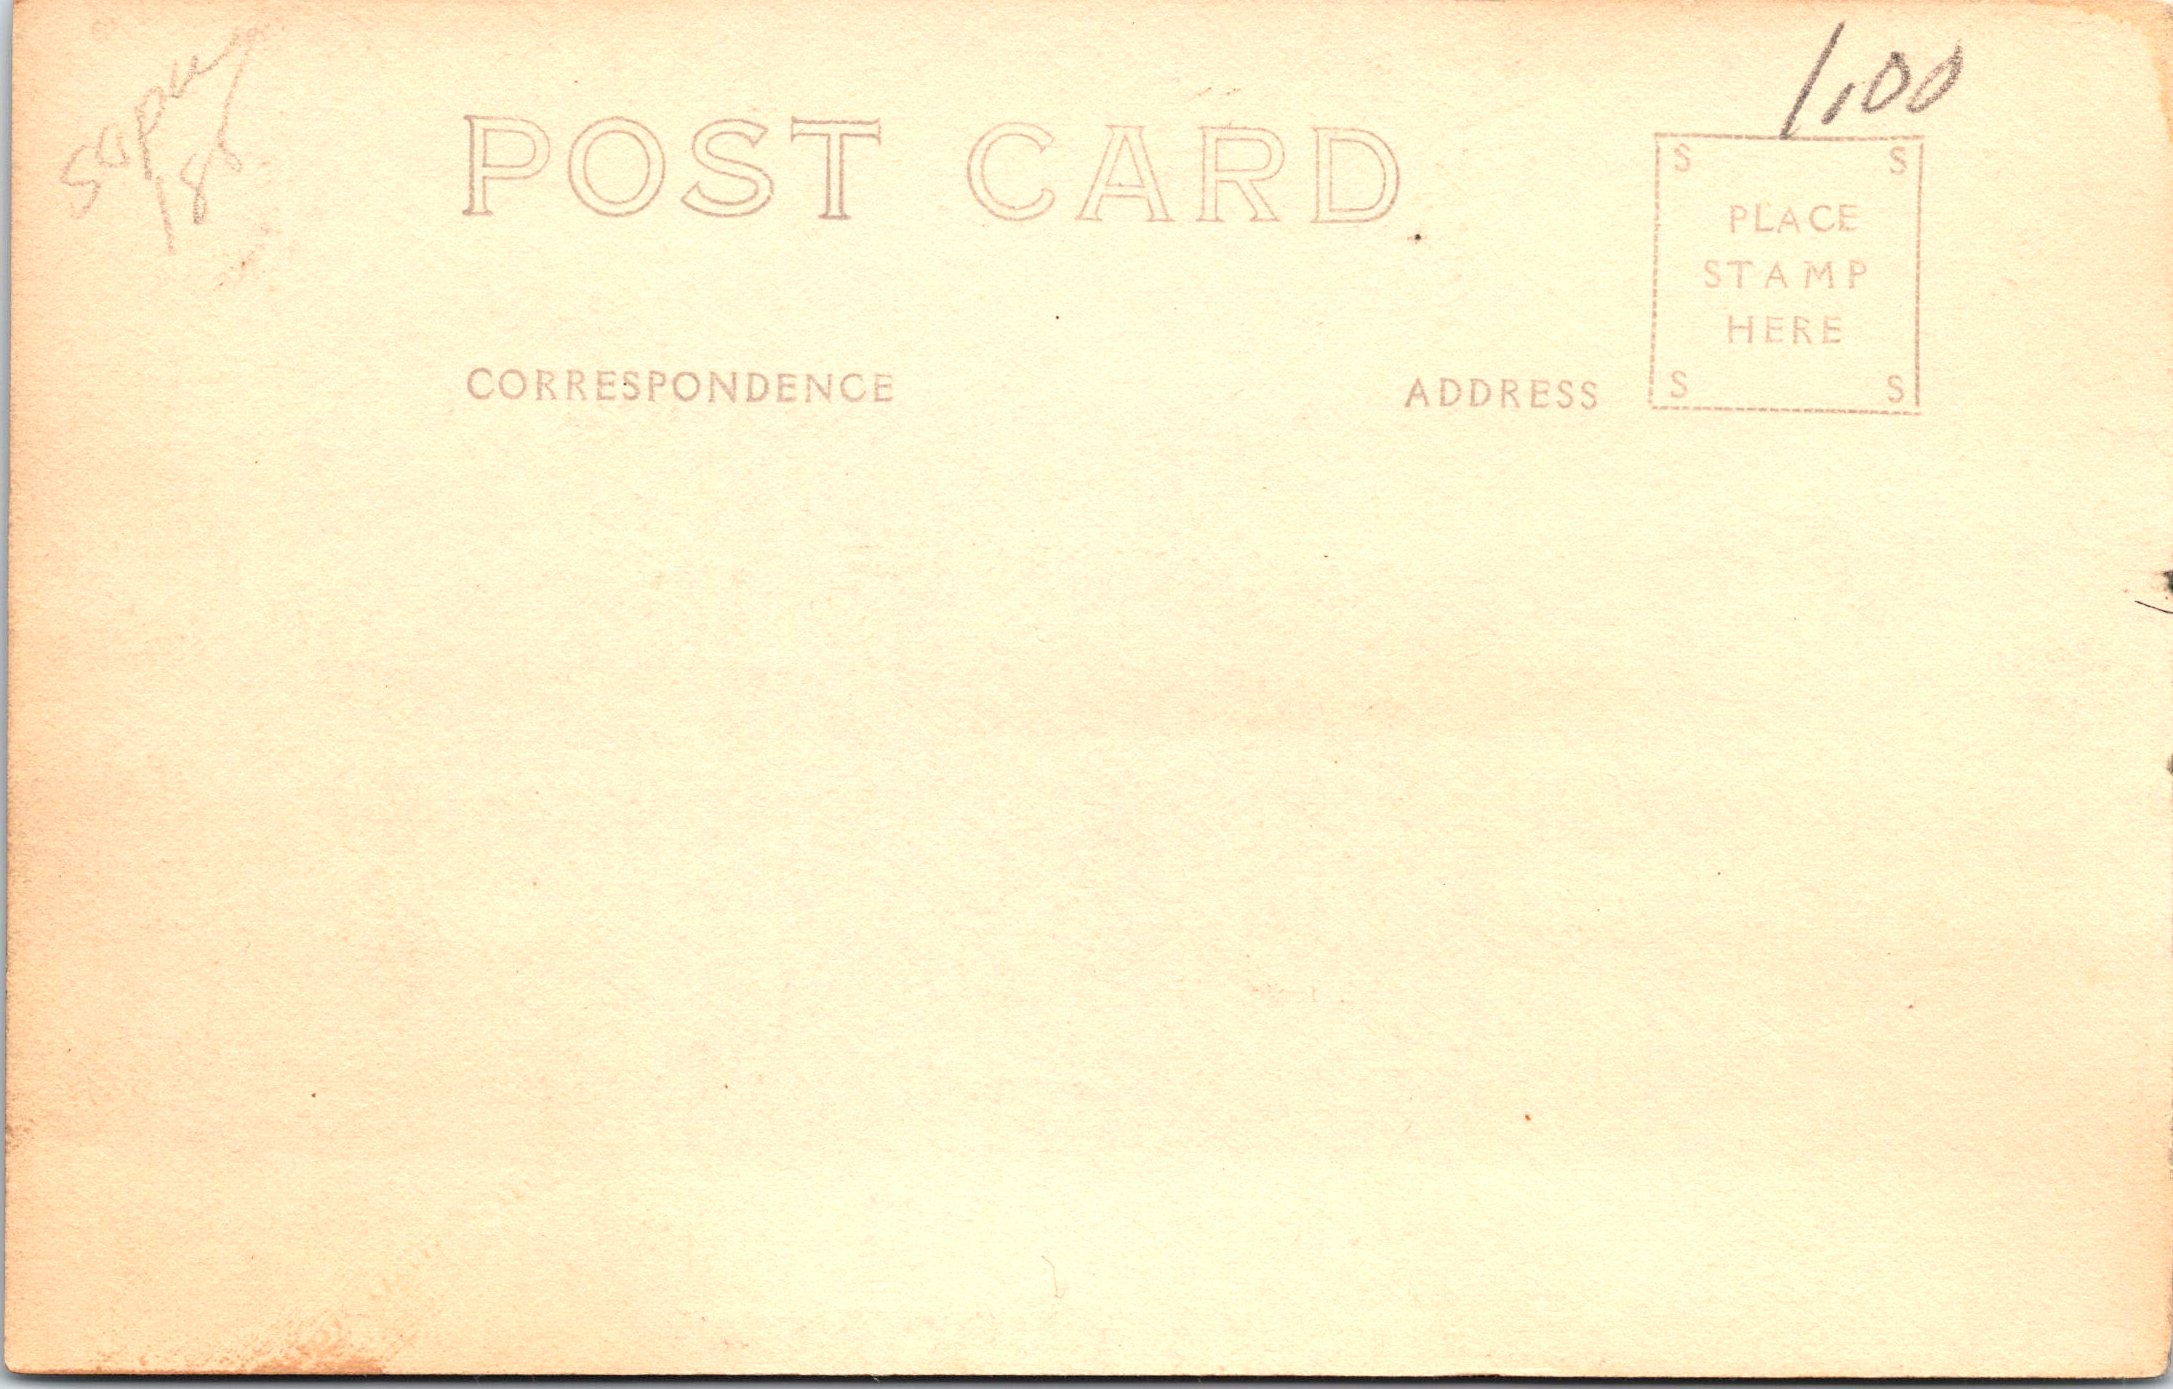 1.00
POST CARD
S S
PLACE
STAMP
HERE
S S
CORRESPONDENCE
ADDRESS